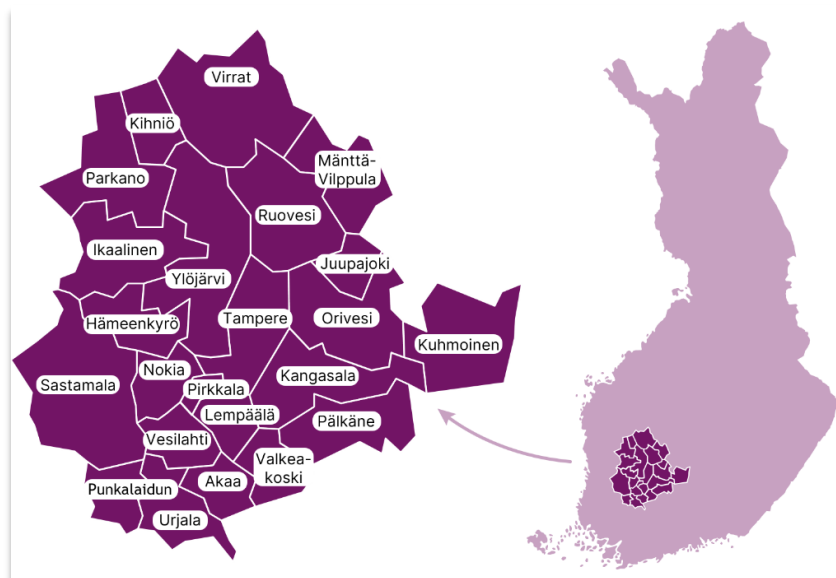 Virrat
Kihniö
Mänttä-
Vilppula
Parkano
Ruovesi
Ikaalinen
Juupajoki
Ylöjärvi
Hämeenkyrö
Tampere
Orivesi
Kuhmoinen
Nokia
Kangasala
Sastamala
Pirkkala
Lempäälä
Pälkäne
Vesilahti
Valkea-
koski
Akaa
Punkalaidun
Urjala